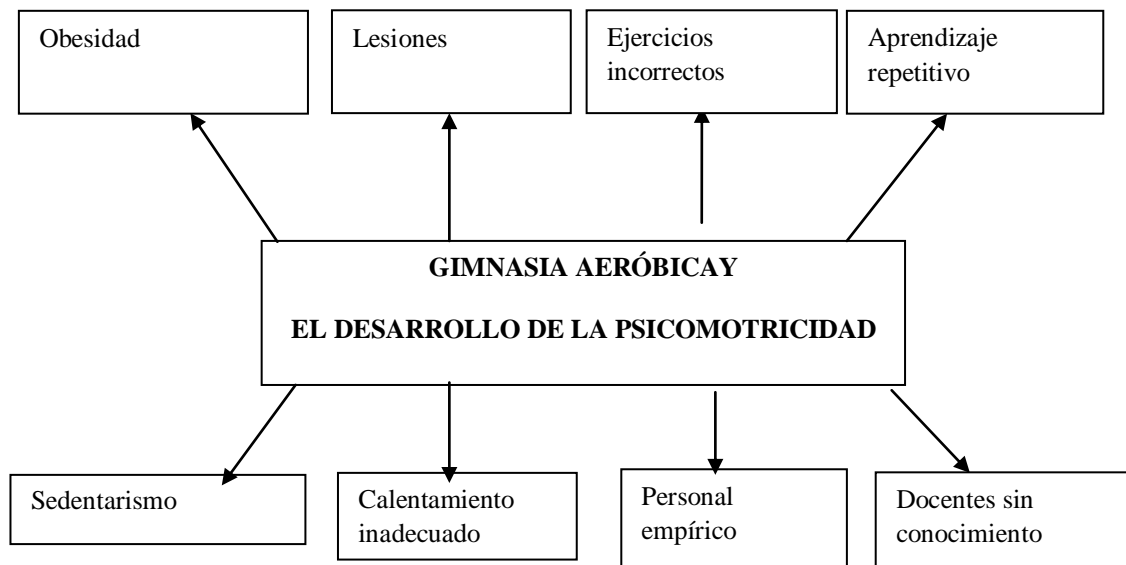 Obesidad
Lesiones
Ejercicios
incorrectos
Aprendizaje
repetitivo
GIMNASIA AERÓBICAY
EL DESARROLLO DE LA PSICOMOTRICIDAD
Sedentarismo
Calentamiento
inadecuado
Personal
empírico
Docentes sin
conocimiento